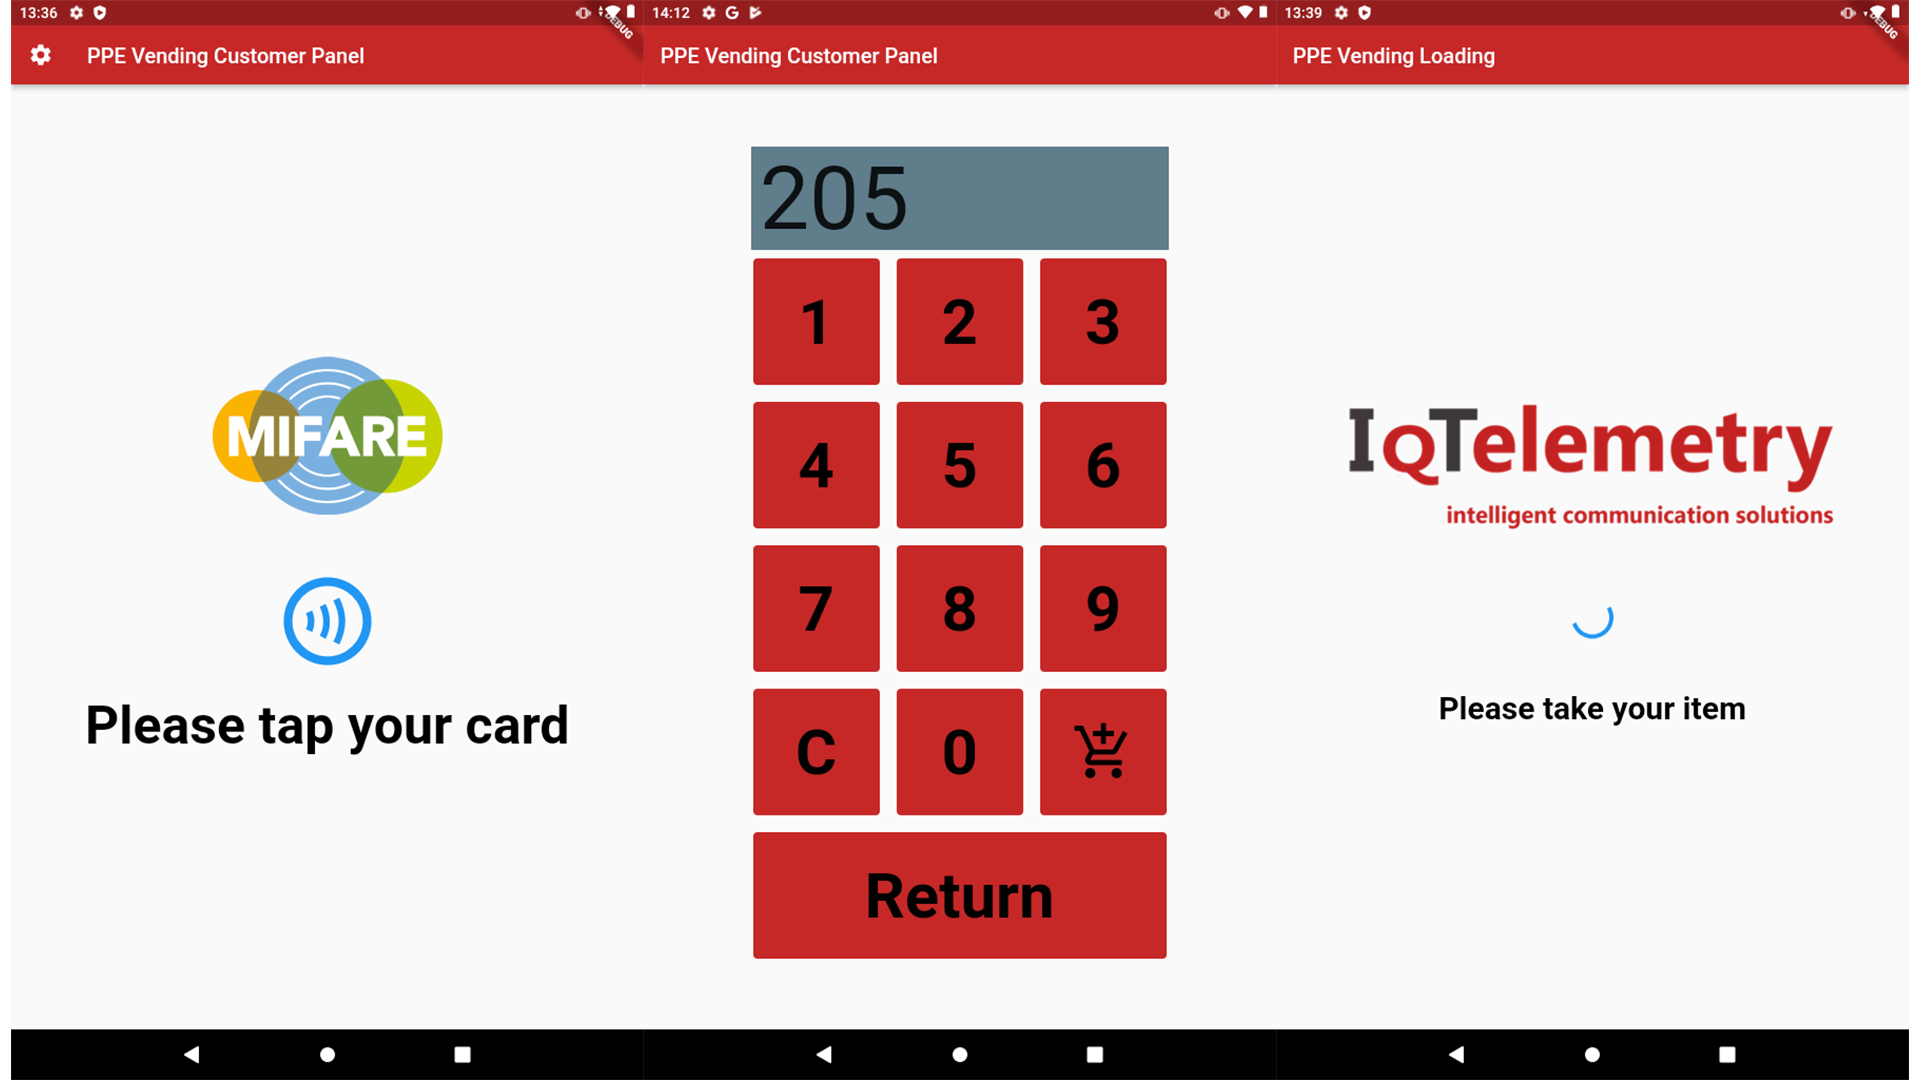 13:36
DEBUG
PPE Vending Customer Panel
MIFARE
Please tap your card
14:12
G
PPE Vending Customer Panel
205
1 2 3
4 5 6
7 8 9
C 0
Return
13:39
DEBUG
PPE Vending Loading
IQTelemetry
intelligent communication solutions
Please take your item